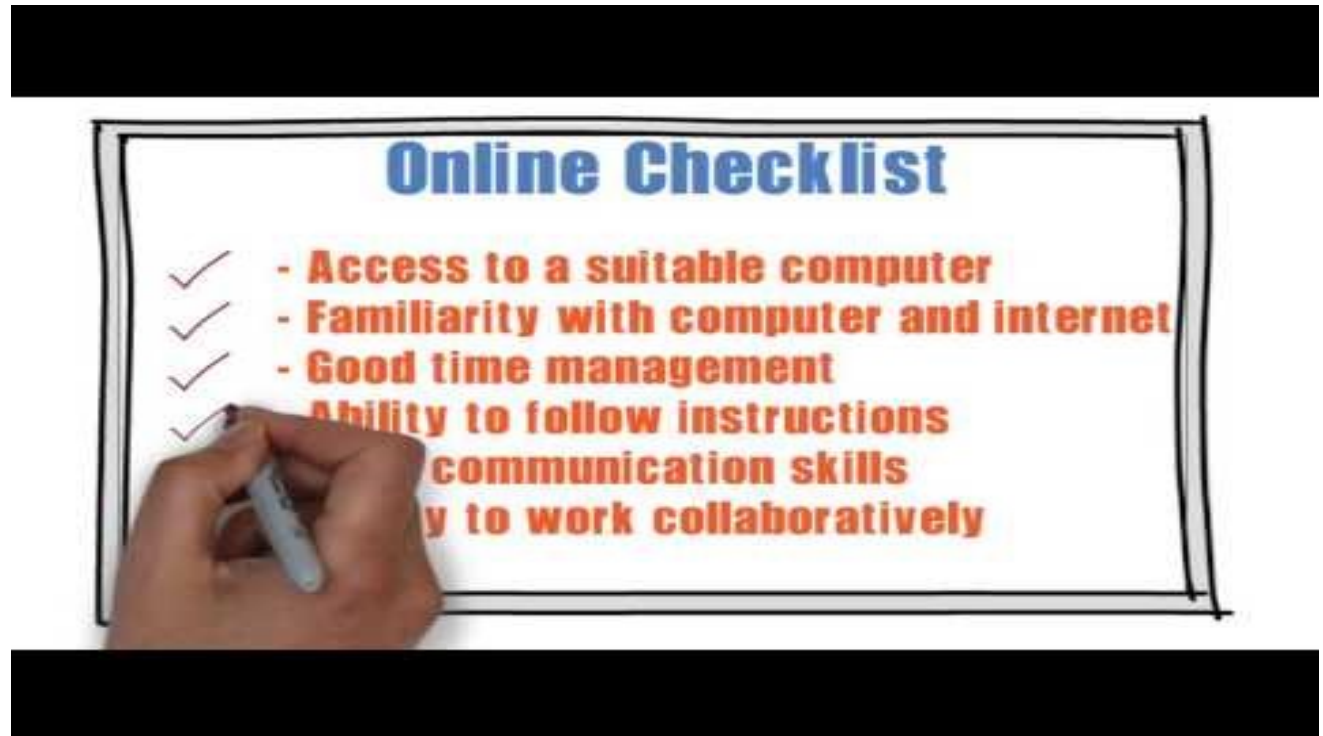 Online Checklist
- Access to a suitable computer
- Familiarity with computer and internet
- Good time management
Ability to follow instructions
communication skills
to work collaboratively